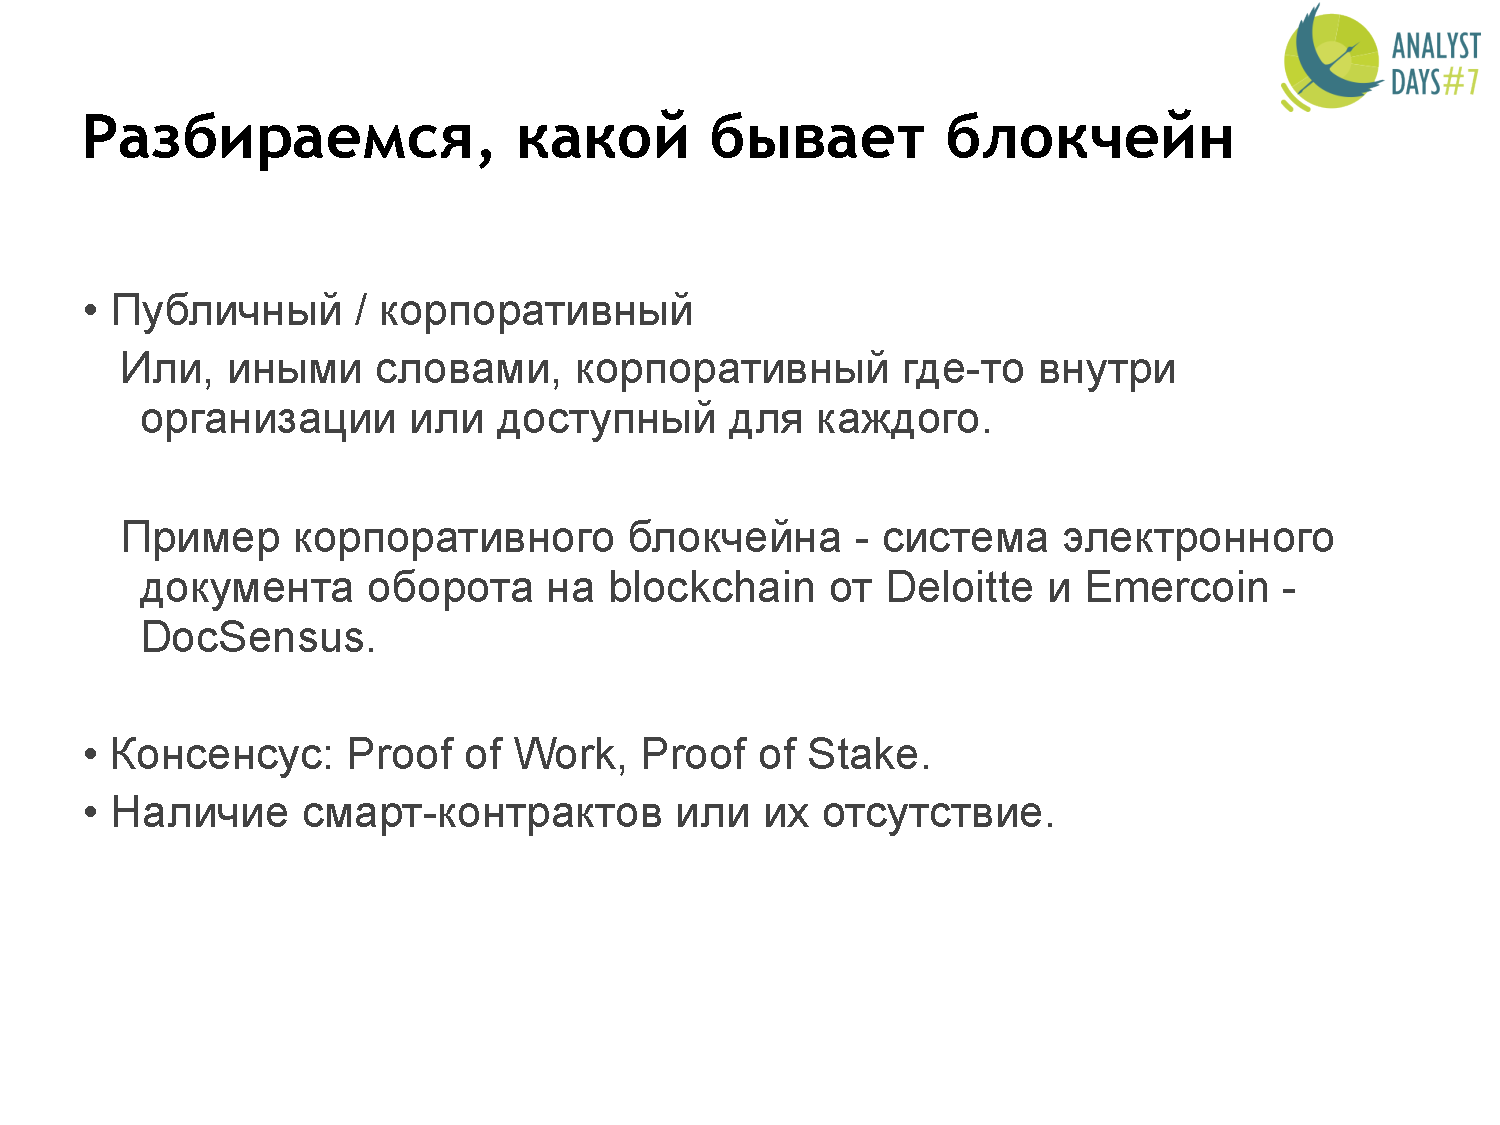 ANALYST
DAYS#7
Разбираемся, какой бывает блокчейн
• Публичный / корпоративный
Или, иными словами, корпоративный где-то внутри
организации или доступный для каждого.
Пример корпоративного блокчейна - система электронного
документа оборота на blockchain от Deloitte и Emercoin -
DocSensus.
• Консенсус: Proof of Work, Proof of Stake.
• Наличие смарт-контрактов или их отсутствие.